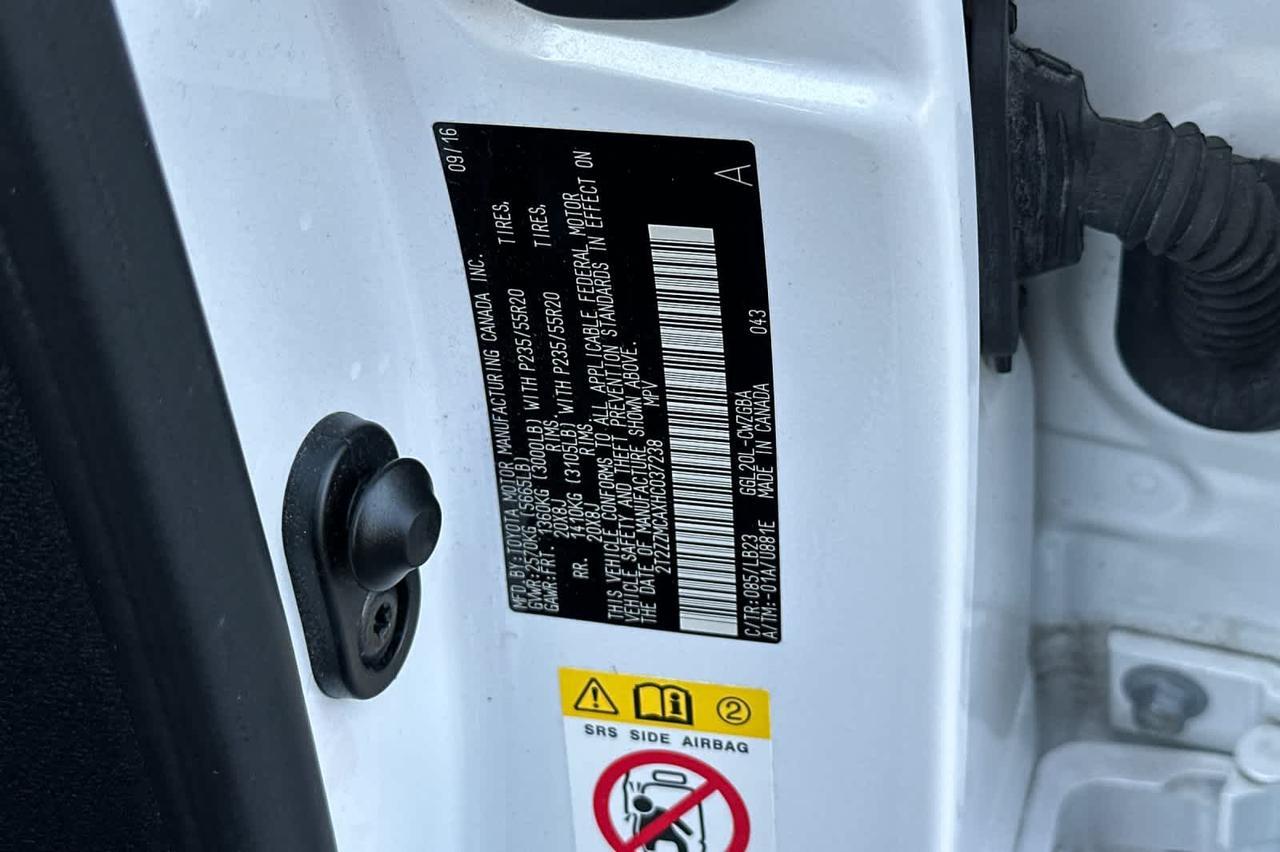 MFD.BY:TOYOTA MOTOR MANUFACTURING CANADA INC. 09/16
GVWR:2570KG (5665LB)
GAWR:FRT. 1360KG (3000LB) WITH P235/55R20 TIRES,
20X8J RIMS.
RR. 1410KG (3105LB) WITH P235/55R20 TIRES,
20X8J RIMS.
THIS VEHICLE CONFORMS TO ALL APPLICABLE FEDERAL MOTOR
VEHICLE SAFETY AND THEFT PREVENTION STANDARDS IN EFFECT ON
THE DATE OF MANUFACTURE SHOWN ABOVE.
2T2ZZMCAXHC037238 MPV
A
C/TR:0857/LB23 GGL20L-CWZGBA 043
A/TM:-01A/U881E MADE IN CANADA
2
SRS SIDE AIRBAG